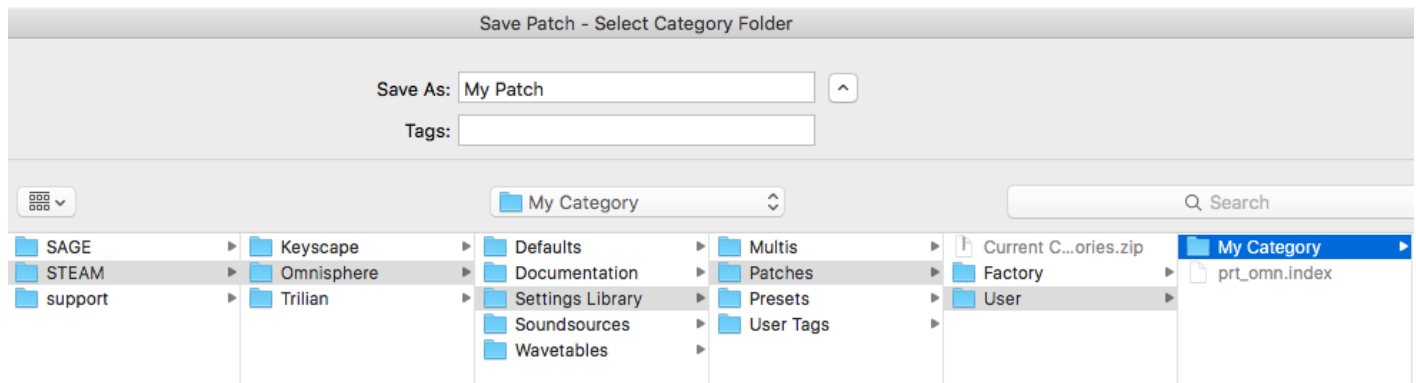 Save Patch - Select Category Folder
Save As: My Patch
Tags:
My Category
Search
SAGE
STEAM
support
Keyscape
Omnisphere
Trilian
Defaults
Documentation
Settings Library
Soundsources
Wavetables
Multis
Patches
Presets
User Tags
Current C...ories.zip
Factory
User
My Category
prt_omn.index